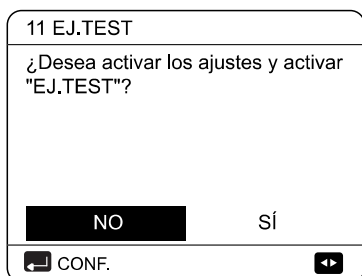 11 EJ.TEST
¿Desea activar los ajustes y activar
"EJ.TEST"?
NO SÍ
CONF.